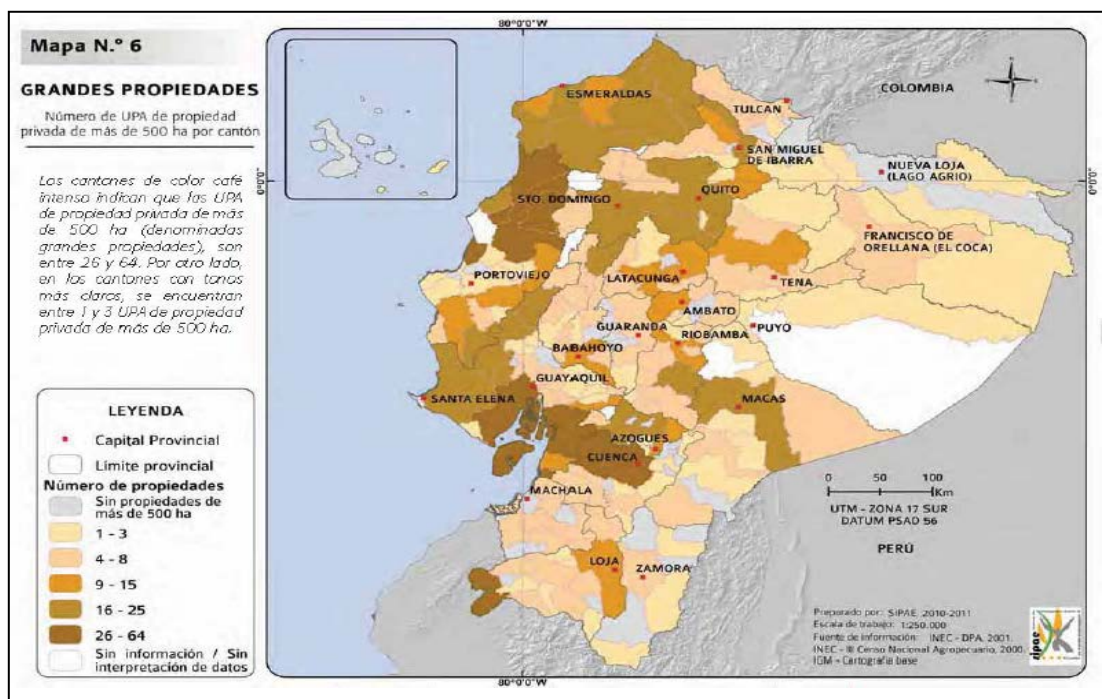 Mapa N.° 6
GRANDES PROPIEDADES
Número de UPA de propiedad
privada de más de 500 ha por cantón
Los cantones de color café
intenso indican que las UPA
de propiedad privada de más
de 500 ha (denominadas
grandes propiedades), son
entre 26 y 64. Por otro lado,
en los cantones con tonos
más claros, se encuentran
entre 1 y 3 UPA de propiedad
privada de más de 500 ha.
LEYENDA
Capital Provincial
Límite provincial
Número de propiedades
Sin propiedades de
más de 500 ha
1 - 3
4 - 8
9 - 15
16 - 25
26 - 64
Sin información / Sin
interpretación de datos
80°0'0"W
0°0'0"
COLOMBIA
ESMERALDAS
TULCAN
SAN MIGUEL
DE IBARRA
NUEVA LOJA
(LAGO AGRIO)
0°0'0"
QUITO
STO. DOMINGO
FRANCISCO DE
ORELLANA (EL COCA)
PORTOVIEJO
LATACUNGA
TENA
AMBATO
GUARANDA
PUYO
RIOBAMBA
BABAHOYO
GUAYAQUIL
SANTA ELENA
MACAS
AZOGUES
CUENCA
MACHALA
LOJA
ZAMORA
0 50 100
Km
UTM - ZONA 17 SUR
DATUM PSAD 56
PERÚ
Preparado por: SIPAE, 2010-2011
Escala de trabajo: 1:250.000
Fuente de información: INEC - DPA, 2001.
INEC - III Censo Nacional Agropecuario, 2000.
IGM - Cartografía base
sipae
80°0'0"W